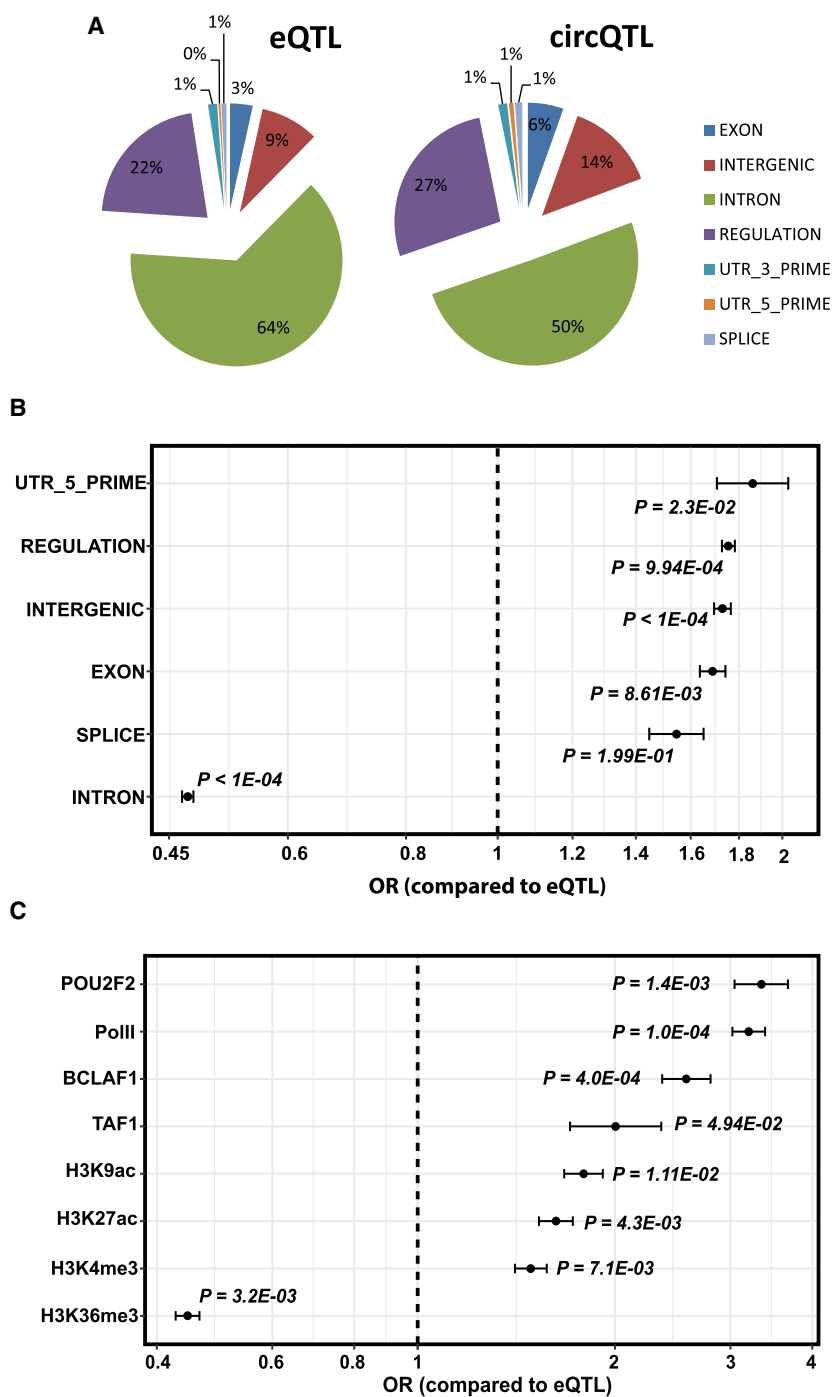 A
eQTL
circQTL
1%
0%
1%
3%
9%
22%
64%
1%
1%
1%
6%
14%
27%
50%
EXON
INTERGENIC
INTRON
REGULATION
UTR_3_PRIME
UTR_5_PRIME
SPLICE
B
UTR_5_PRIME
P = 2.3E-02
REGULATION
P = 9.94E-04
INTERGENIC
P < 1E-04
EXON
P = 8.61E-03
SPLICE
P = 1.99E-01
INTRON
P < 1E-04
0.45 0.6 0.8 1 1.2 1.4 1.6 1.8 2
OR (compared to eQTL)
C
POU2F2
P = 1.4E-03
PolII
P = 1.0E-04
BCLAF1
P = 4.0E-04
TAF1
P = 4.94E-02
H3K9ac
P = 1.11E-02
H3K27ac
P = 4.3E-03
H3K4me3
P = 7.1E-03
H3K36me3
P = 3.2E-03
0.4 0.6 0.8 1 2 3 4
OR (compared to eQTL)